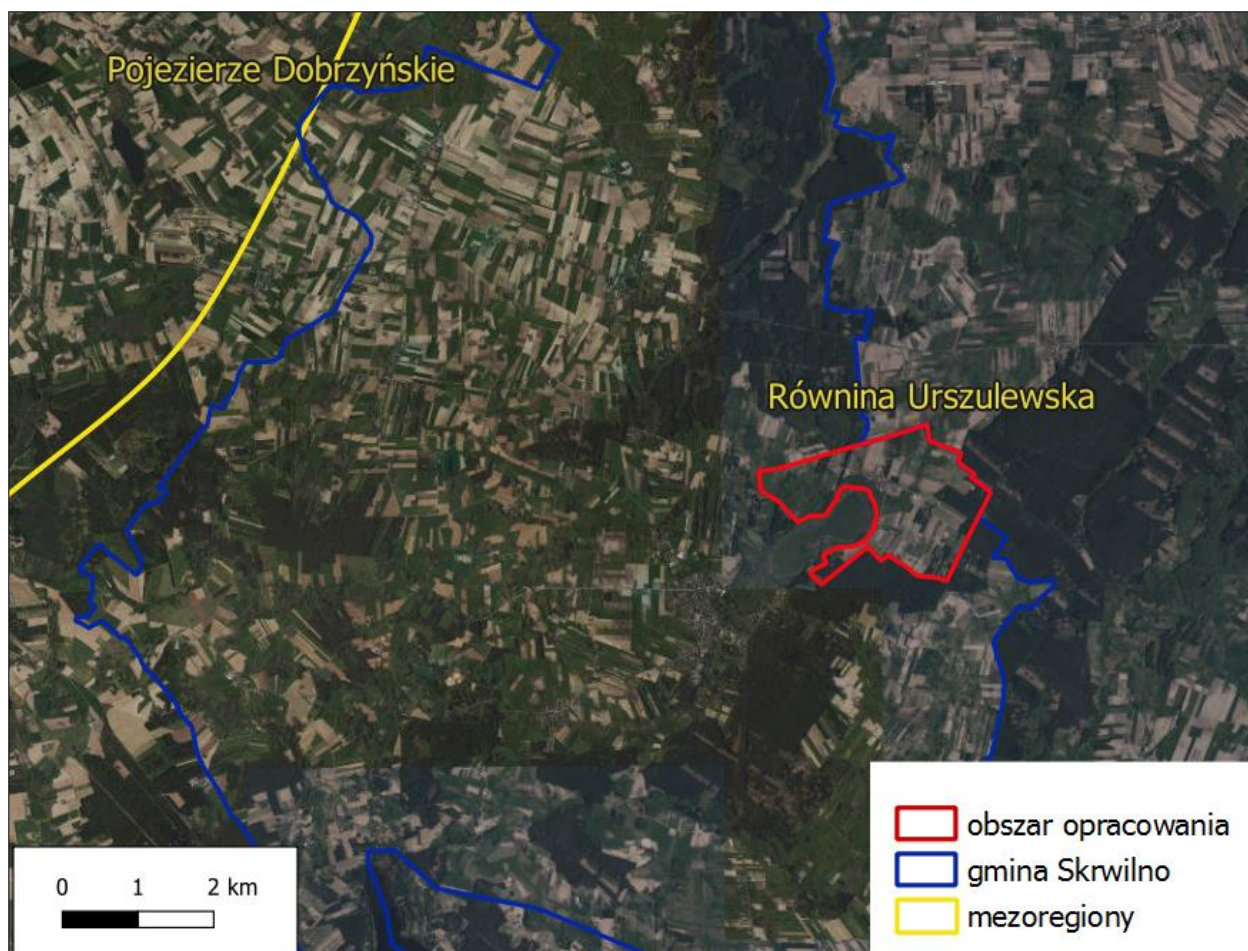 Pojezierze Dobrzyńskie
Równina Urszulewska
obszar opracowania
gmina Skrwilno
mezoregiony
0 1 2 km